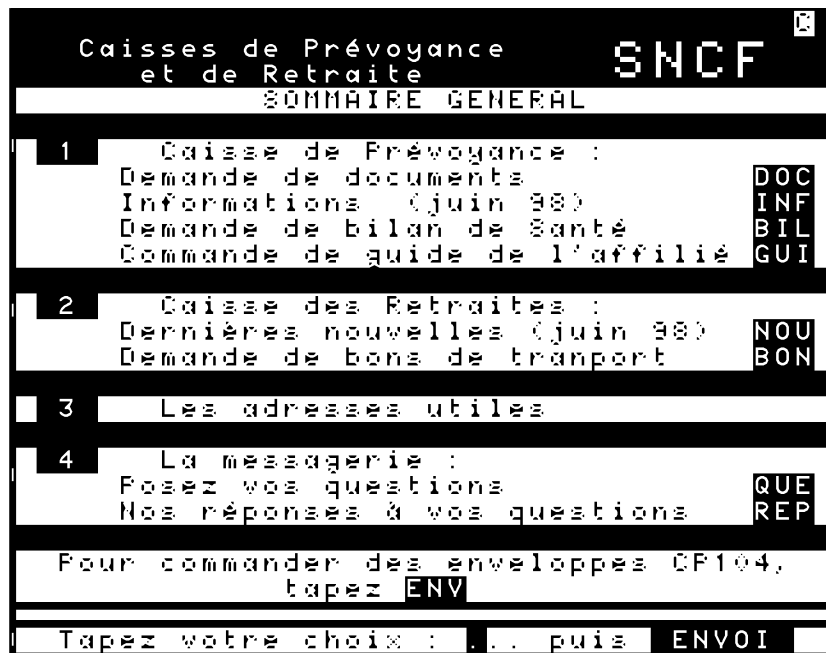 C
Caisses de Prévoyance
et de Retraite
SNCF
SOMMAIRE GENERAL
1 Caisse de Prévoyance :
Demande de documents DOC
Informations (juin 98) INF
Demande de bilan de Santé BIL
Commande de guide de l'affilié GUI
2 Caisse des Retraites :
Dernières nouvelles (juin 98) NOU
Demande de bons de tranport BON
3 Les adresses utiles
4 La messagerie :
Posez vos questions QUE
Nos réponses à vos questions REP
Pour commander des enveloppes CP104,
tapez ENV
Tapez votre choix : ... puis ENVOI